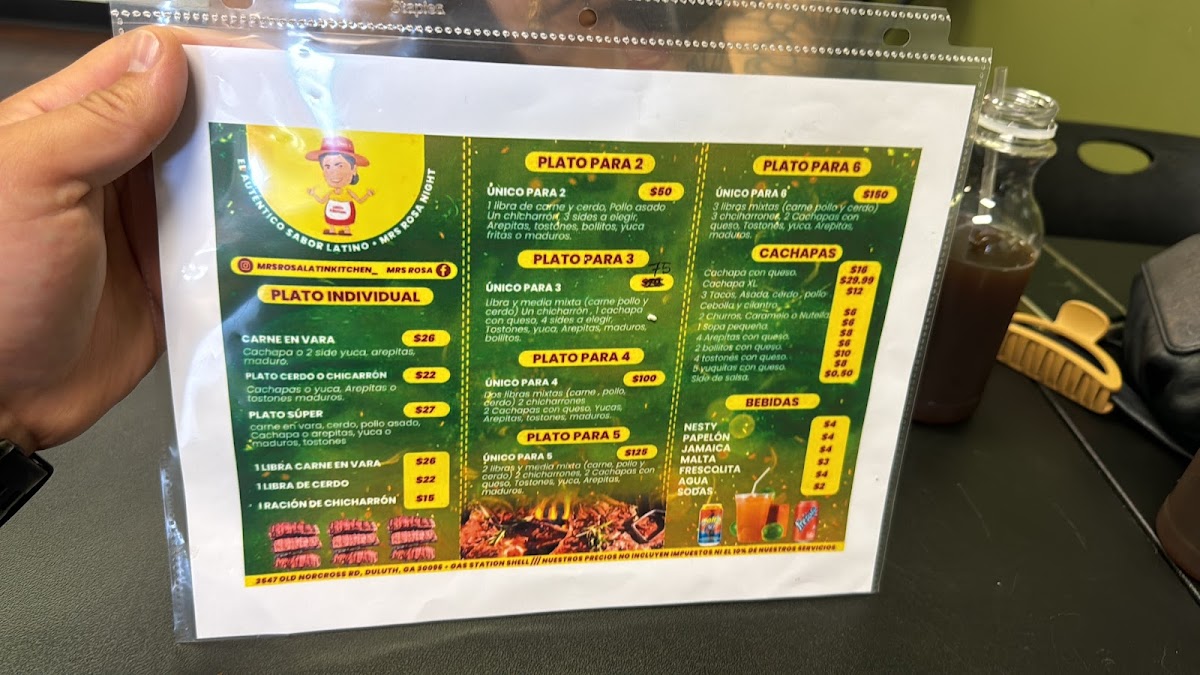 Staples
EL AUTENTICO SABOR LATINO • MRS ROSA NIGHT
MRSROSALATINKITCHEN_ MRS ROSA
PLATO INDIVIDUAL
CARNE EN VARA $26
Cachapa o 2 side yuca, arepitas,
maduro.
PLATO CERDO O CHICARRÓN $22
Cachapas o yuca, Arepitas o
tostones maduros.
PLATO SÚPER $27
carne en vara, cerdo, pollo asado,
Cachapa o arepitas, yuca o
maduros, tostones
1 LIBRA CARNE EN VARA $26
1 LIBRA DE CERDO $22
1 RACIÓN DE CHICHARRÓN $15
PLATO PARA 2
ÚNICO PARA 2 $50
1 libra de carne y cerdo, Pollo asado
Un chicharrón, 3 sides a elegir,
Arepitas, tostones, bollitos, yuca
fritas o maduros.
PLATO PARA 3
75
ÚNICO PARA 3
Libra y media mixta (carne pollo y
cerdo) Un chicharrón , 1 cachapa
con queso, 4 sides a elegir,
Tostones, yuca, Arepitas, maduros,
bollitos.
PLATO PARA 4
ÚNICO PARA 4 $100
Dos libras mixtas (carne , pollo,
cerdo) 2 chicharrones
2 Cachapas con queso, Yucas,
Arepitas, tostones, maduros.
PLATO PARA 5
ÚNICO PARA 5 $125
2 libras y media mixta (carne, pollo y
cerdo) 2 chicharrones, 2 Cachapas con
queso, Tostones, yuca, Arepitas,
maduros.
PLATO PARA 6
ÚNICO PARA 6 $150
3 libras mixtas (carne pollo y cerdo)
3 chciharrones, 2 Cachapas con
queso, Tostones, yuca, Arepitas,
maduros.
CACHAPAS
Cachapa con queso. $16
Cachapa XL $29.99
3 Tacos, Asada, cerdo , pollo $12
Cebolla y cilantro
2 Churros, Caramelo o Nutella $6
1 Sopa pequeña. $6
4 Arepitas con queso. $8
2 bollitos con queso. $6
4 tostones con queso. $10
5 yuquitas con queso. $8
Side de salsa. $0.50
BEBIDAS
NESTY $4
PAPELÓN $4
JAMAICA $4
MALTA $3
FRESCOLITA $4
AGUA $2
SODAS
2647 OLD NORCROSS RD, DULUTH, GA 30096 • GAS STATION SHELL /// NUESTROS PRECIOS NO INCLUYEN IMPUESTOS NI EL 10% DE NUESTROS SERVICIOS.